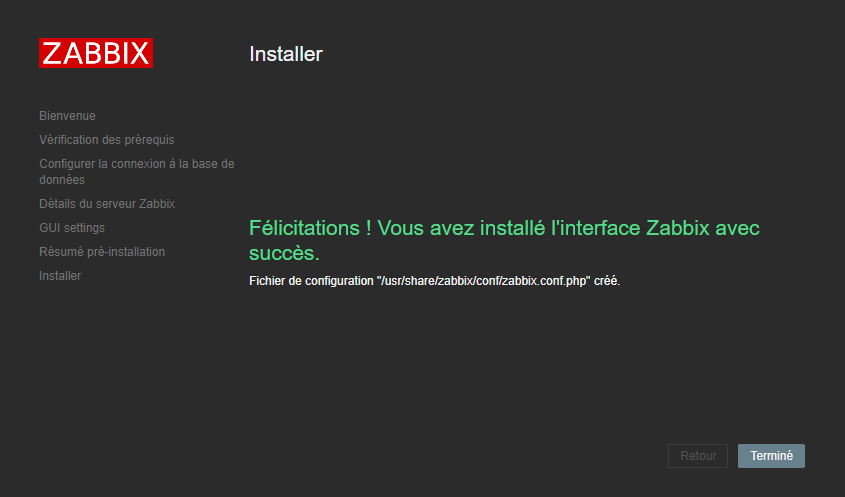 ZABBIX
Installer
Bienvenue
Vérification des prérequis
Configurer la connexion à la base de
données
Détails du serveur Zabbix
GUI settings
Résumé pré-installation
Installer
Félicitations ! Vous avez installé l'interface Zabbix avec
succès.
Fichier de configuration "/usr/share/zabbix/conf/zabbix.conf.php" créé.
Retour
Terminé